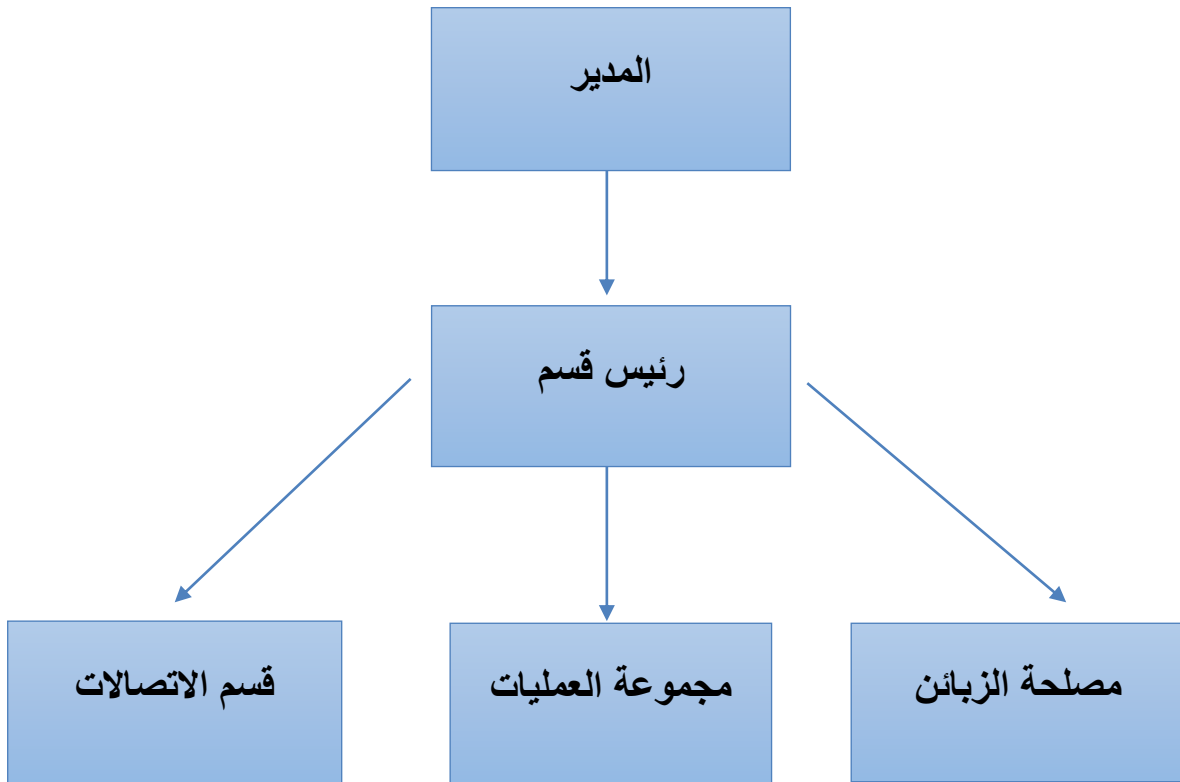 المدير
رئيس قسم
مصلحة الزبائن
مجموعة العمليات
قسم الاتصالات